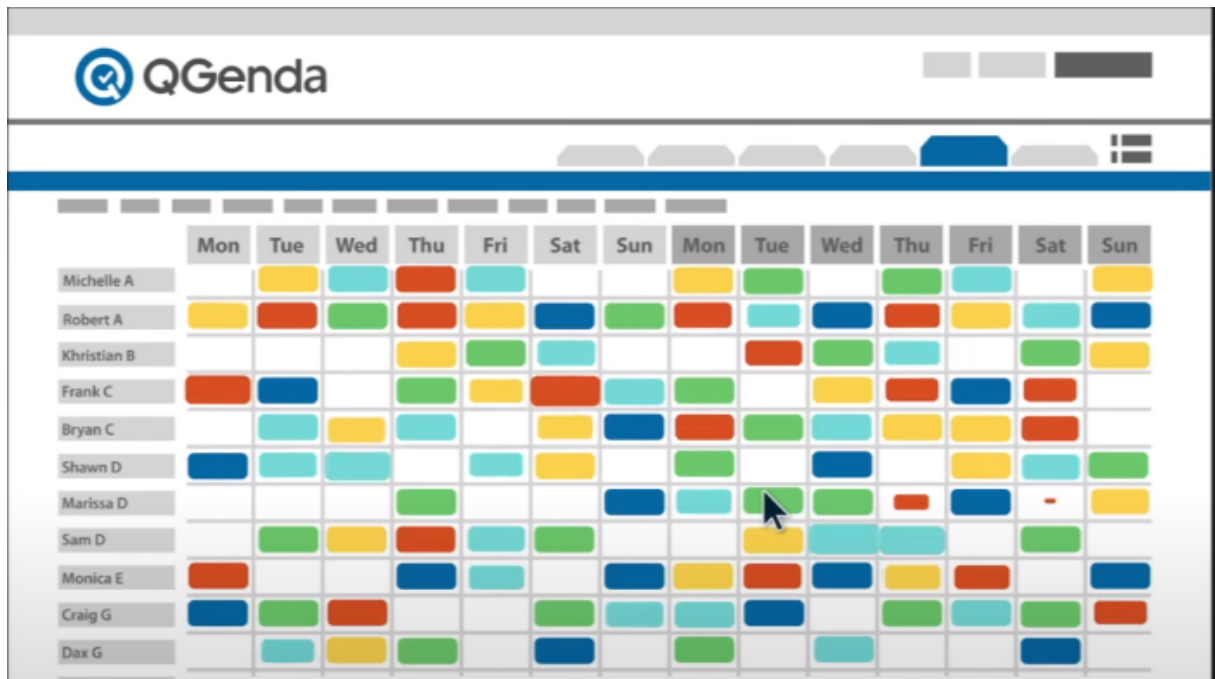 QGenda
Mon Tue Wed Thu Fri Sat Sun Mon Tue Wed Thu Fri Sat Sun
Michelle A
Robert A
Khristian B
Frank C
Bryan C
Shawn D
Marissa D
Sam D
Monica E
Craig G
Dax G